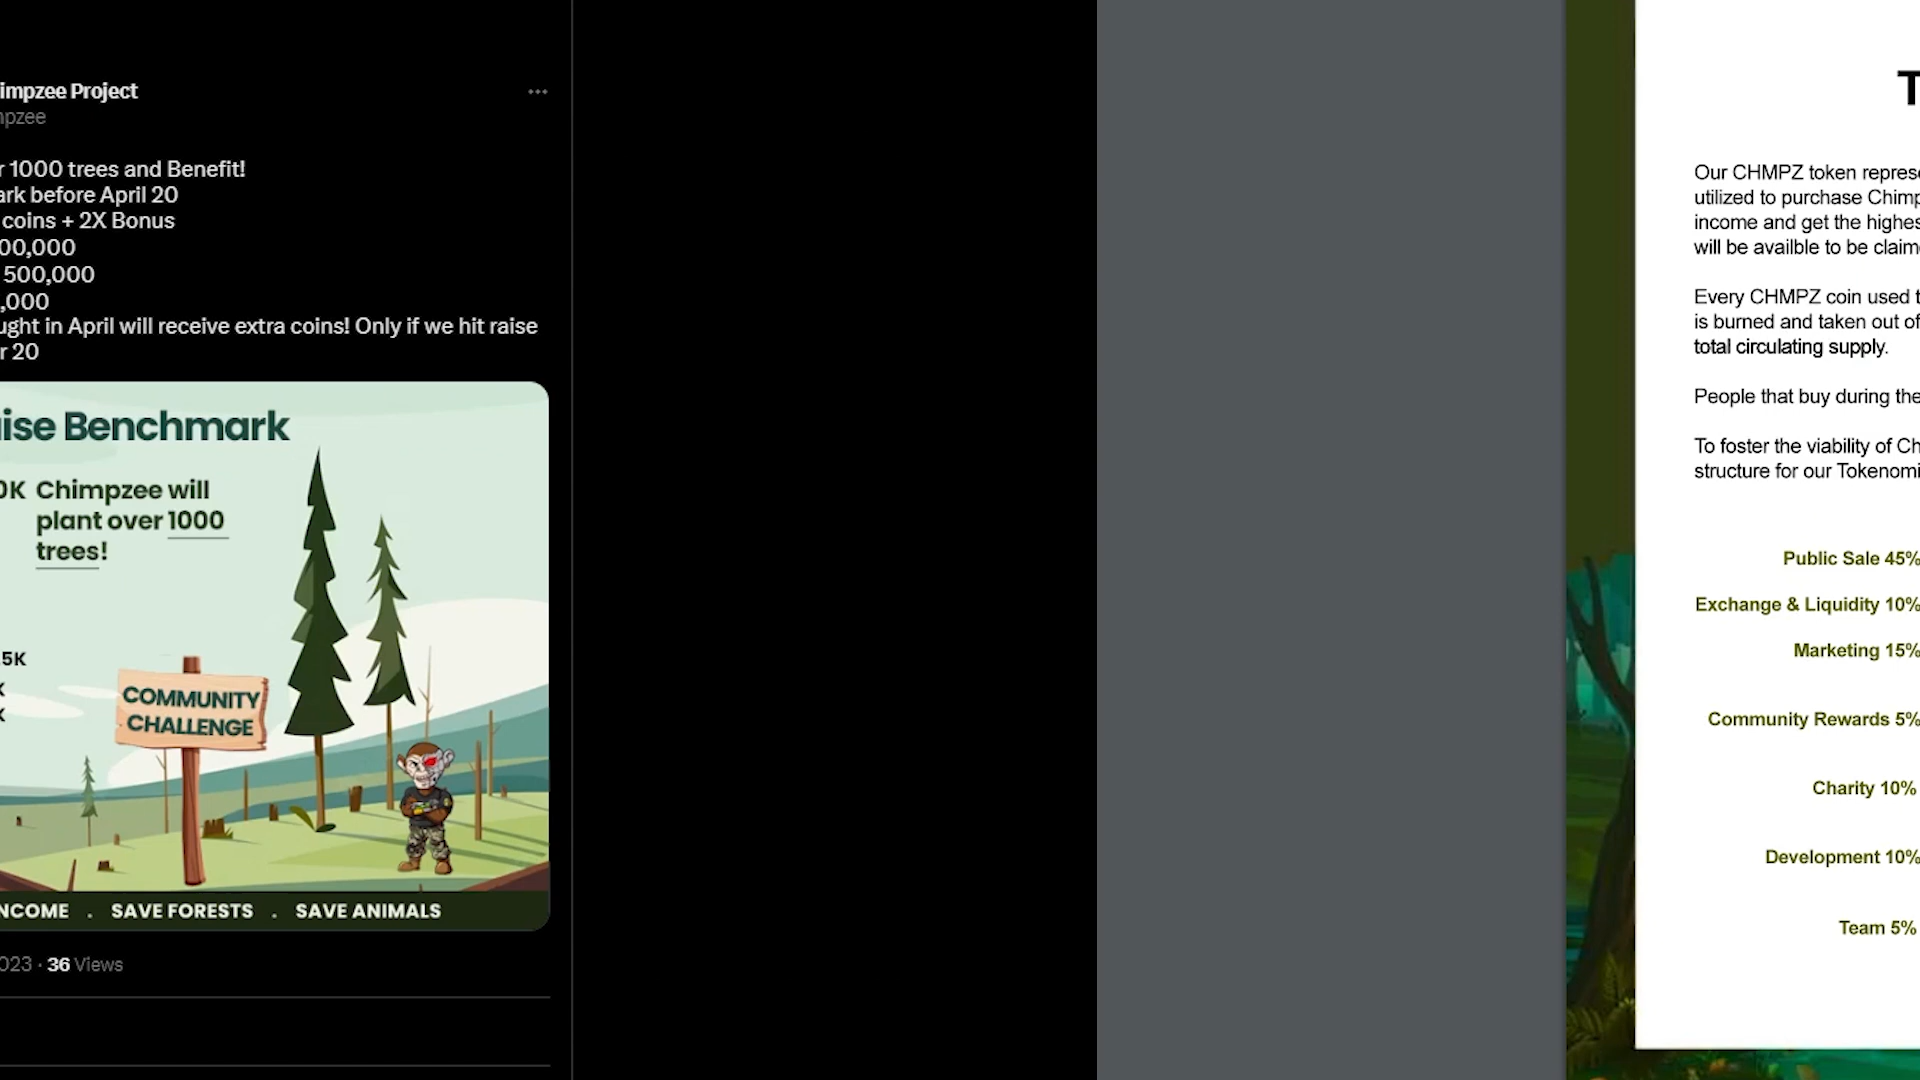 impzee Project
mpzee
r 1000 trees and Benefit!
ark before April 20
coins + 2X Bonus
00,000
500,000
,000
ught in April will receive extra coins! Only if we hit raise
r 20
ise Benchmark
0K Chimpzee will
plant over 1000
trees!
5K
K
K
COMMUNITY
CHALLENGE
NCOME . SAVE FORESTS . SAVE ANIMALS
023 · 36 Views
T
Our CHMPZ token represe
utilized to purchase Chimp
income and get the highes
will be availble to be claime
Every CHMPZ coin used t
is burned and taken out of
total circulating supply.
People that buy during the
To foster the viability of Ch
structure for our Tokenomi
Public Sale 45%
Exchange & Liquidity 10%
Marketing 15%
Community Rewards 5%
Charity 10%
Development 10%
Team 5%